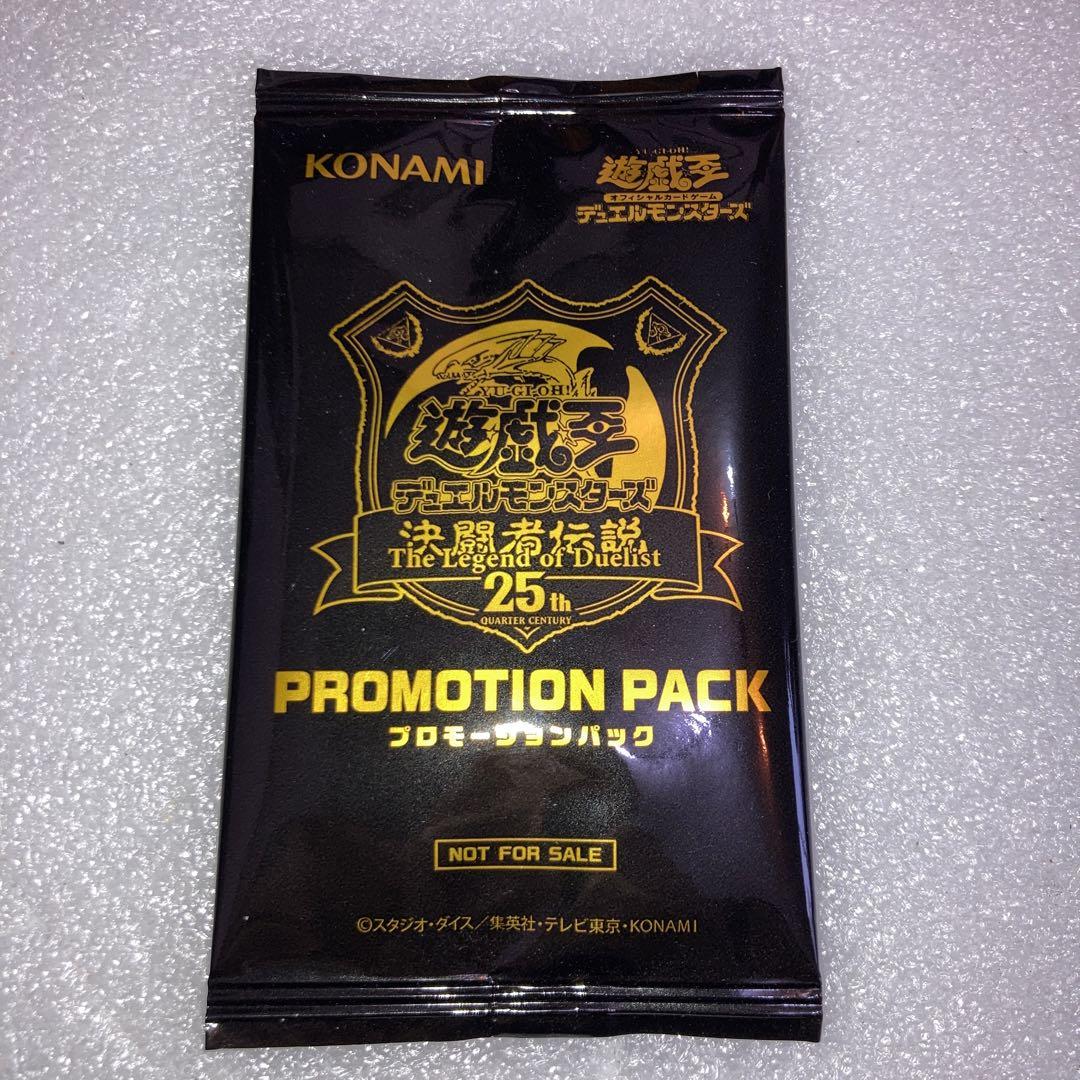 KONAMI
YU-GI-OH!
遊戯王
オフィシャルカードゲーム
デュエルモンスターズ
YU-GI-OH!
遊戯王
デュエルモンスターズ
決闘者伝説
The Legend of Duelist
25th
QUARTER CENTURY
PROMOTION PACK
プロモーションパック
NOT FOR SALE
©スタジオ・ダイス／集英社・テレビ東京・KONAMI